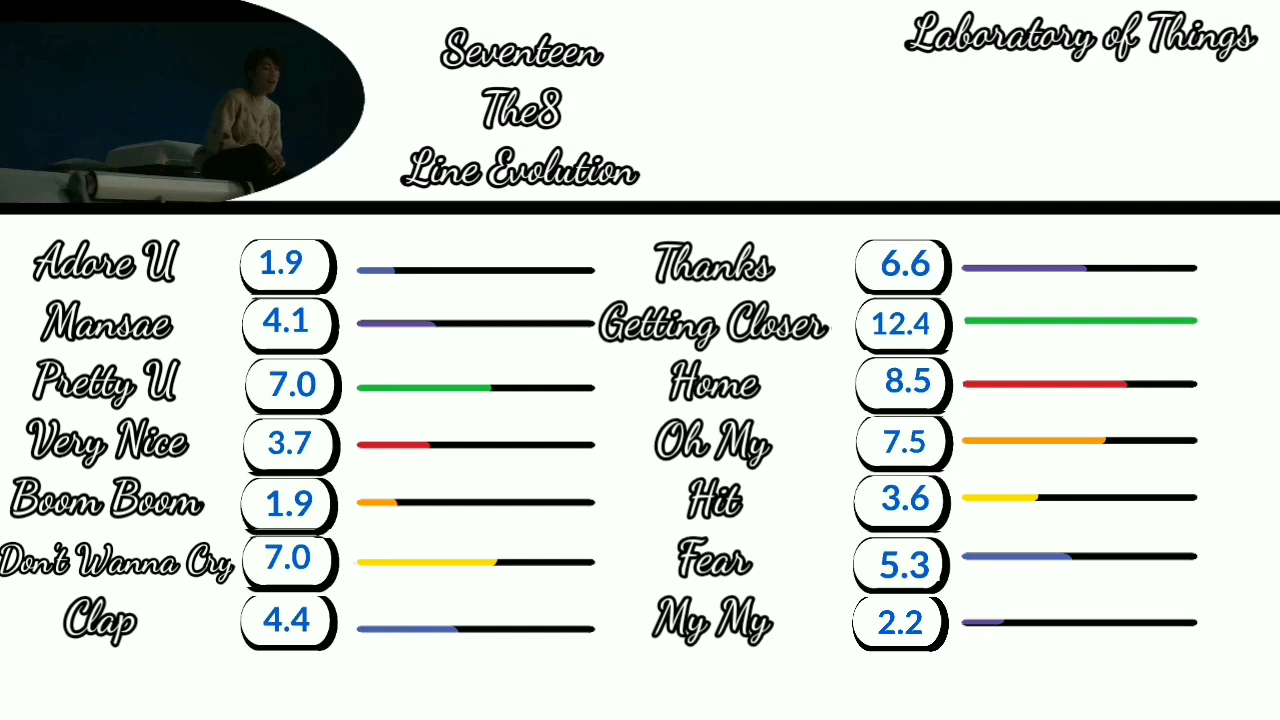 Seventeen
The8
Line Evolution
Laboratory of Things
Adore U 1.9
Mansae 4.1
Pretty U 7.0
Very Nice 3.7
Boom Boom 1.9
Don't Wanna Cry 7.0
Clap 4.4
Thanks 6.6
Getting Closer 12.4
Home 8.5
Oh My 7.5
Hit 3.6
Fear 5.3
My My 2.2